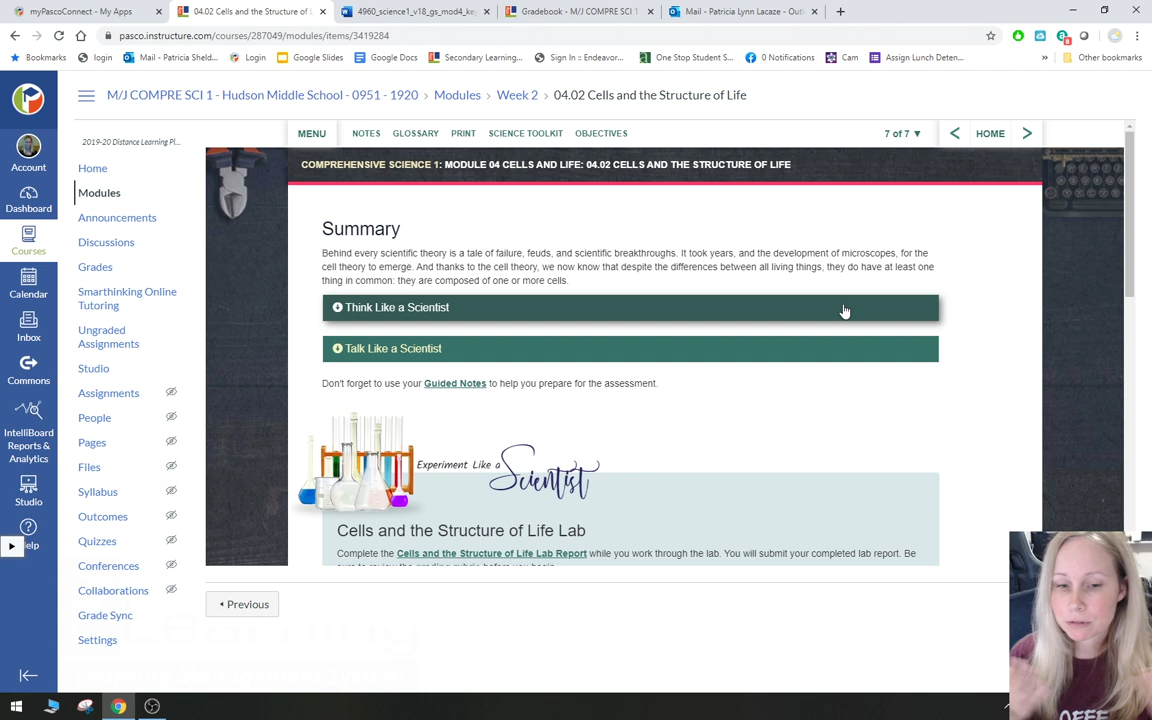 myPascoConnect - My Apps
04.02 Cells and the Structure of L
4960_science1_v18_gs_mod4_ke
Gradebook - M/J COMPRE SCI 1
Mail - Patricia Lynn Lacaze - Out
pasco.instructure.com/courses/287049/modules/items/3419284
Bookmarks
login
Mail - Patricia Sheld...
Login
Google Slides
Google Docs
Secondary Learning...
Sign In :: Endeavor...
One Stop Student S...
0 Notifications
Cam
Assign Lunch Deten...
»
Other bookmarks
M/J COMPRE SCI 1 - Hudson Middle School - 0951 - 1920 › Modules › Week 2 › 04.02 Cells and the Structure of Life
Account
Dashboard
Courses
Calendar
Inbox
Commons
IntelliBoard
Reports &
Analytics
Studio
elp
2019-20 Distance Learning Pl...
Home
Modules
Announcements
Discussions
Grades
Smarthinking Online
Tutoring
Ungraded
Assignments
Studio
Assignments
People
Pages
Files
Syllabus
Outcomes
Quizzes
Conferences
Collaborations
Grade Sync
Settings
MENU
NOTES
GLOSSARY
PRINT
SCIENCE TOOLKIT
OBJECTIVES
7 of 7 ▼
HOME
COMPREHENSIVE SCIENCE 1: MODULE 04 CELLS AND LIFE: 04.02 CELLS AND THE STRUCTURE OF LIFE
Summary
Behind every scientific theory is a tale of failure, feuds, and scientific breakthroughs. It took years, and the development of microscopes, for the
cell theory to emerge. And thanks to the cell theory, we now know that despite the differences between all living things, they do have at least one
thing in common: they are composed of one or more cells.
Think Like a Scientist
Talk Like a Scientist
Don't forget to use your Guided Notes to help you prepare for the assessment.
Experiment Like a Scientist
Cells and the Structure of Life Lab
Complete the Cells and the Structure of Life Lab Report while you work through the lab. You will submit your completed lab report. Be
sure to review the grading rubric before you begin.
Previous